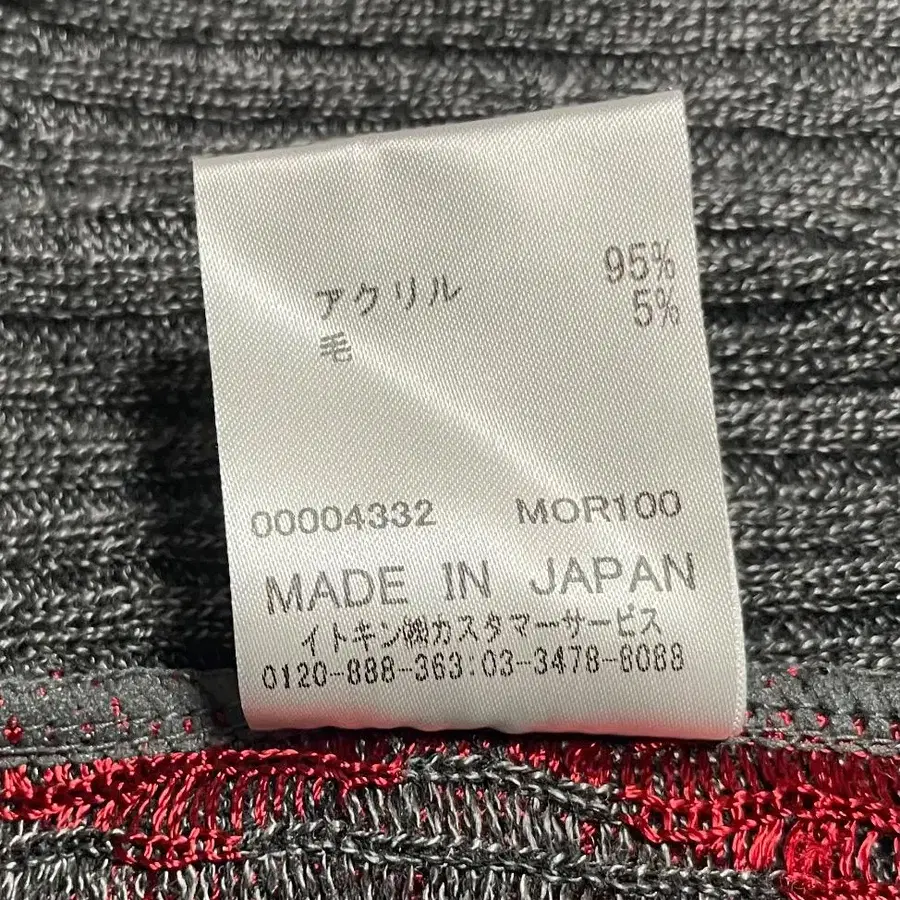 アクリル 95%
毛 5%
00004332 MOR100
MADE IN JAPAN
イトキン㈱カスタマーサービス
0120-888-363:03-3478-8088